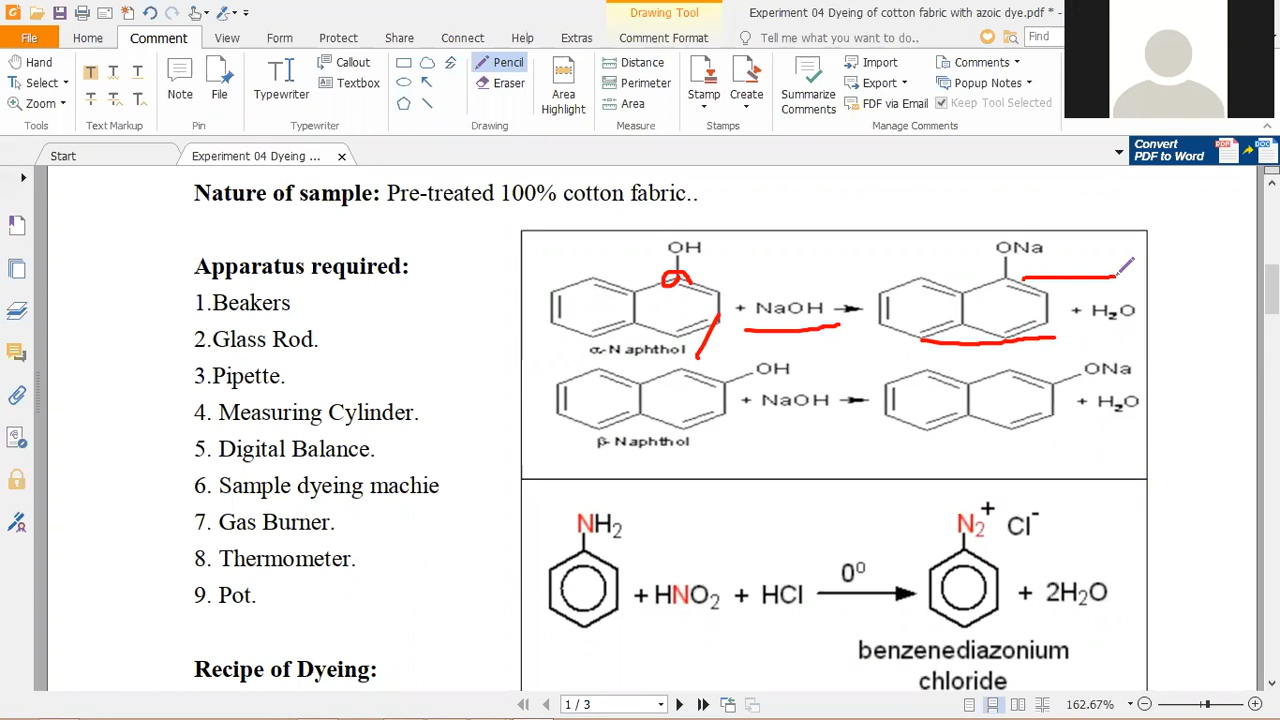 Drawing Tool
Experiment 04 Dyeing of cotton fabric with azoic dye.pdf * -
File Home Comment View Form Protect Share Connect Help Extras Comment Format Tell me what you want to do... Find
Hand
Select
Zoom
Tools
Text Markup
Note
File
Pin
Typewriter
Callout
Textbox
Typewriter
Pencil
Eraser
Drawing
Area
Highlight
Distance
Perimeter
Area
Measure
Stamp
Create
Stamps
Summarize
Comments
Import
Export
FDF via Email
Comments
Popup Notes
Keep Tool Selected
Manage Comments
Start
Experiment 04 Dyeing ...
Convert
PDF to Word
PDF
DOC
Nature of sample: Pre-treated 100% cotton fabric..
Apparatus required:
1.Beakers
2.Glass Rod.
3.Pipette.
4. Measuring Cylinder.
5. Digital Balance.
6. Sample dyeing machie
7. Gas Burner.
8. Thermometer.
9. Pot.
Recipe of Dyeing:
OH
ONa
+ NaOH
+ H₂O
α-Naphthol
OH
ONa
+ NaOH
+ H₂O
β-Naphthol
NH₂
N₂⁺ Cl⁻
+ HNO₂ + HCl
0⁰
+ 2H₂O
benzenediazonium
chloride
1 / 3
162.67%